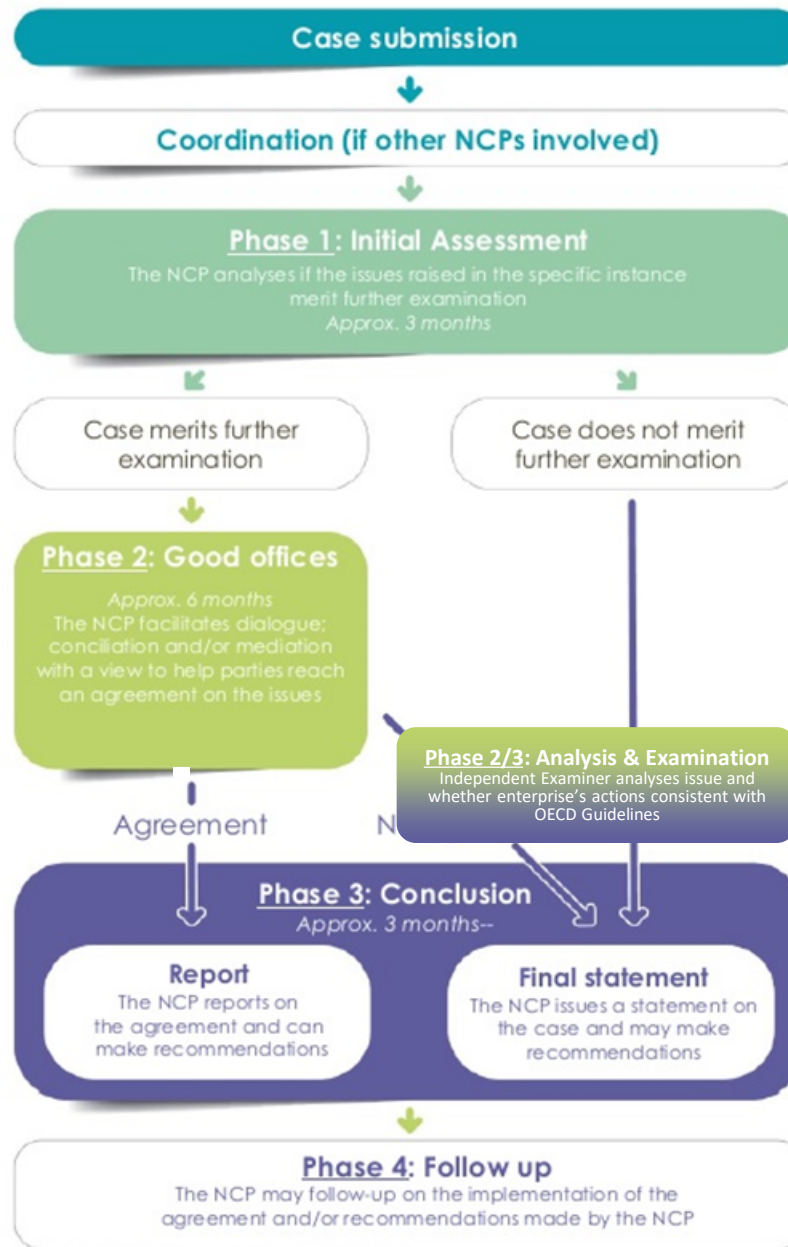 Case submission
Coordination (if other NCPs involved)
Phase 1: Initial Assessment
The NCP analyses if the issues raised in the specific instance
merit further examination
Approx. 3 months
Case merits further
examination
Case does not merit
further examination
Phase 2: Good offices
Approx. 6 months
The NCP facilitates dialogue;
conciliation and/or mediation
with a view to help parties reach
an agreement on the issues
Phase 2/3: Analysis & Examination
Independent Examiner analyses issue and
whether enterprise's actions consistent with
OECD Guidelines
Agreement
Phase 3: Conclusion
Approx. 3 months--
Report
The NCP reports on
the agreement and can
make recommendations
Final statement
The NCP issues a statement on
the case and may make
recommendations
Phase 4: Follow up
The NCP may follow-up on the implementation of the
agreement and/or recommendations made by the NCP